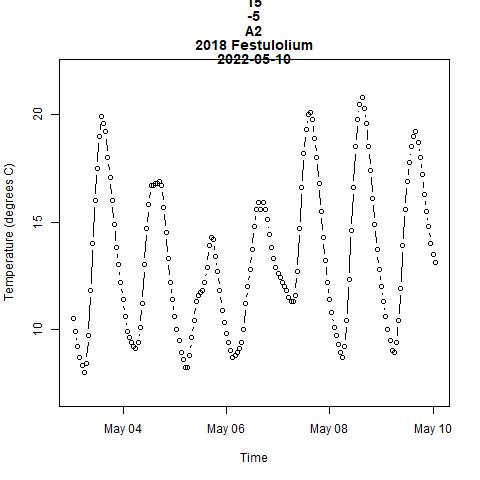 15
-5
A2
2018 Festulolium
2022-05-10
Temperature (degrees C)
20
15
10
May 04
May 06
May 08
May 10
Time